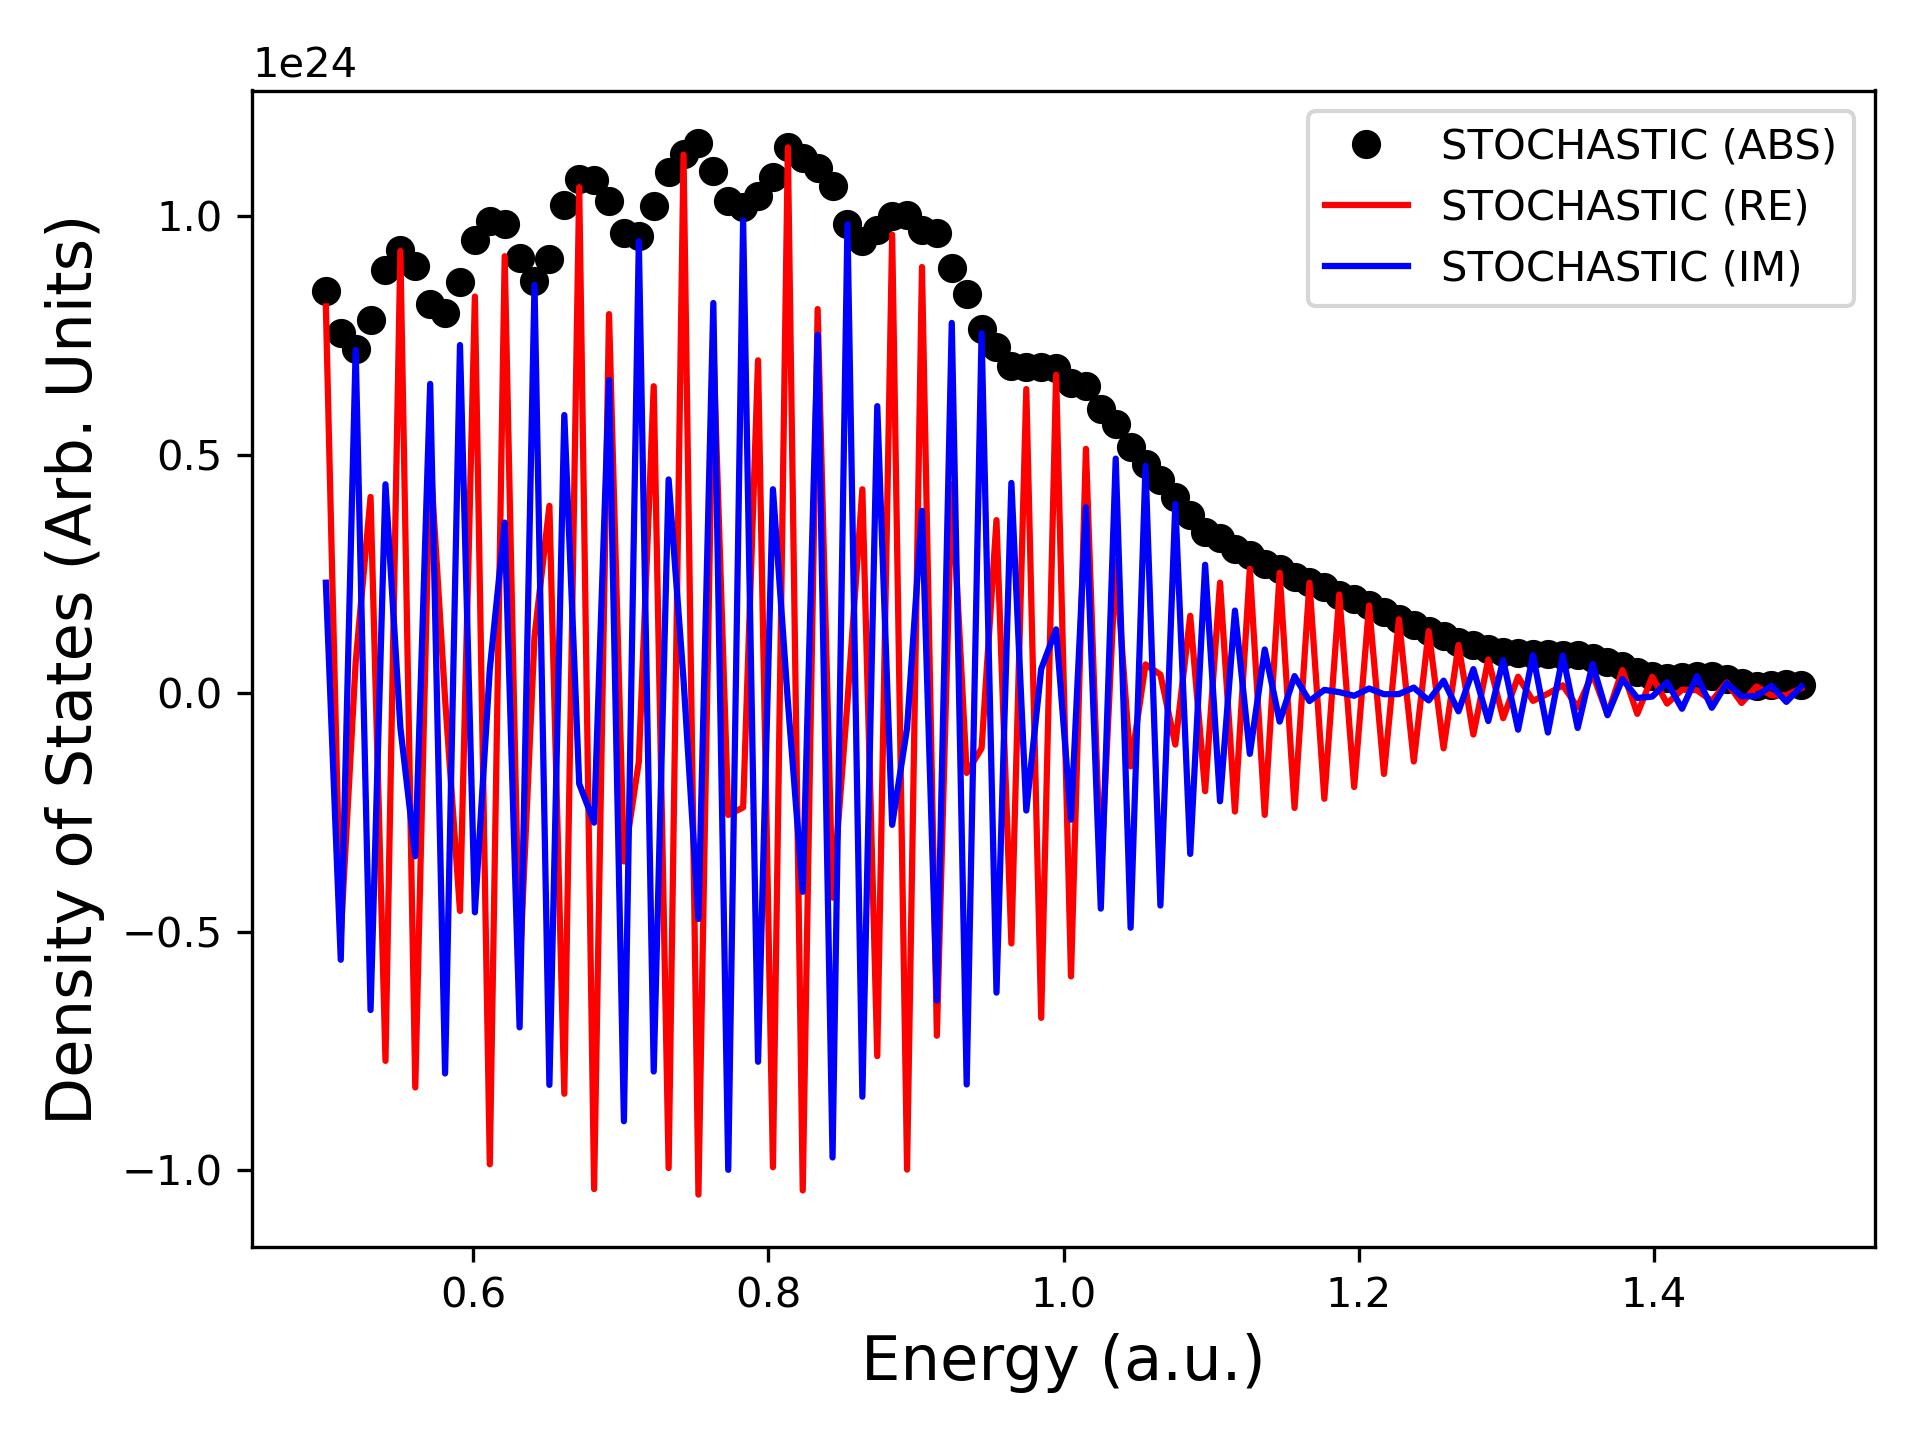 1e24
STOCHASTIC (ABS)
STOCHASTIC (RE)
STOCHASTIC (IM)
Density of States (Arb. Units)
1.0
0.5
0.0
−0.5
−1.0
0.6 0.8 1.0 1.2 1.4
Energy (a.u.)